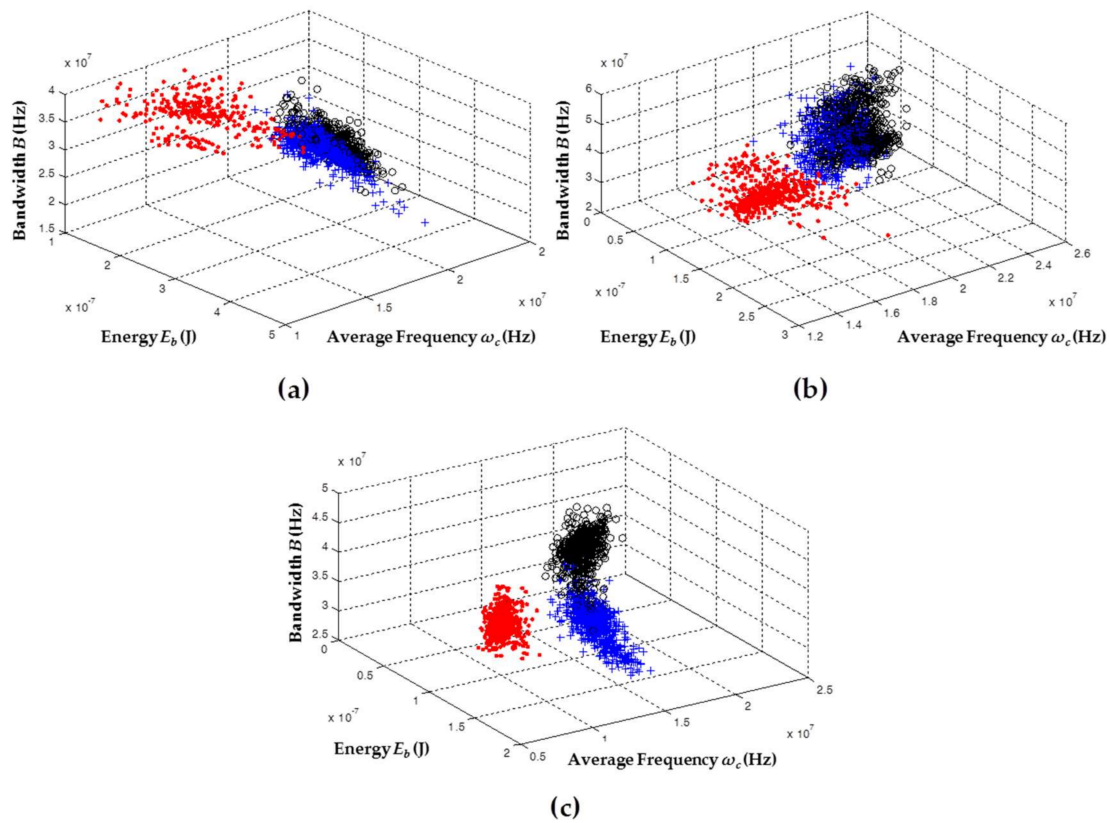 x 10^7
4
3.5
3
2.5
2
1.5
Bandwidth B (Hz)
1
2
3
4
5
x 10^-7
Energy E_b (J)
1
1.5
2
2
x 10^7
Average Frequency ω_c (Hz)
(a)
x 10^7
6
5
4
3
2
Bandwidth B (Hz)
0
0.5
1
1.5
2
2.5
3
x 10^-7
Energy E_b (J)
1.2
1.4
1.6
1.8
2
2.2
2.4
2.6
x 10^7
Average Frequency ω_c (Hz)
(b)
x 10^7
5
4.5
4
3.5
3
2.5
Bandwidth B (Hz)
0
0.5
1
1.5
2
x 10^-7
Energy E_b (J)
0.5
1
1.5
2
2.5
x 10^7
Average Frequency ω_c (Hz)
(c)